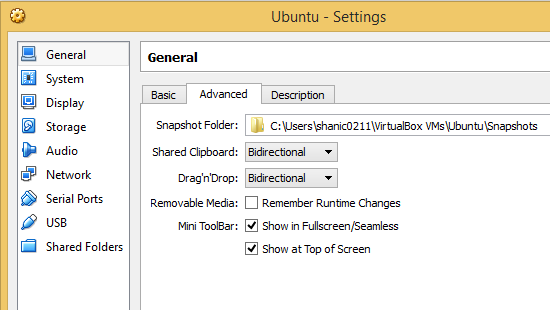 Ubuntu - Settings
General
System
Display
Storage
Audio
Network
Serial Ports
USB
Shared Folders
General
Basic
Advanced
Description
Snapshot Folder: C:\Users\shanic0211\VirtualBox VMs\Ubuntu\Snapshots
Shared Clipboard: Bidirectional
Drag'n'Drop: Bidirectional
Removable Media: Remember Runtime Changes
Mini ToolBar: Show in Fullscreen/Seamless
Show at Top of Screen